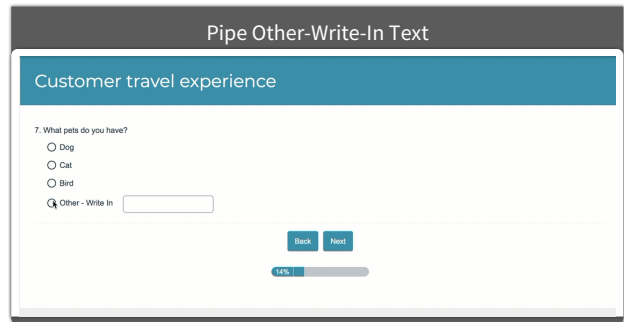 Pipe Other-Write-In Text
Customer travel experience
7. What pets do you have?
Dog
Cat
Bird
Other - Write In
Back Next
14%